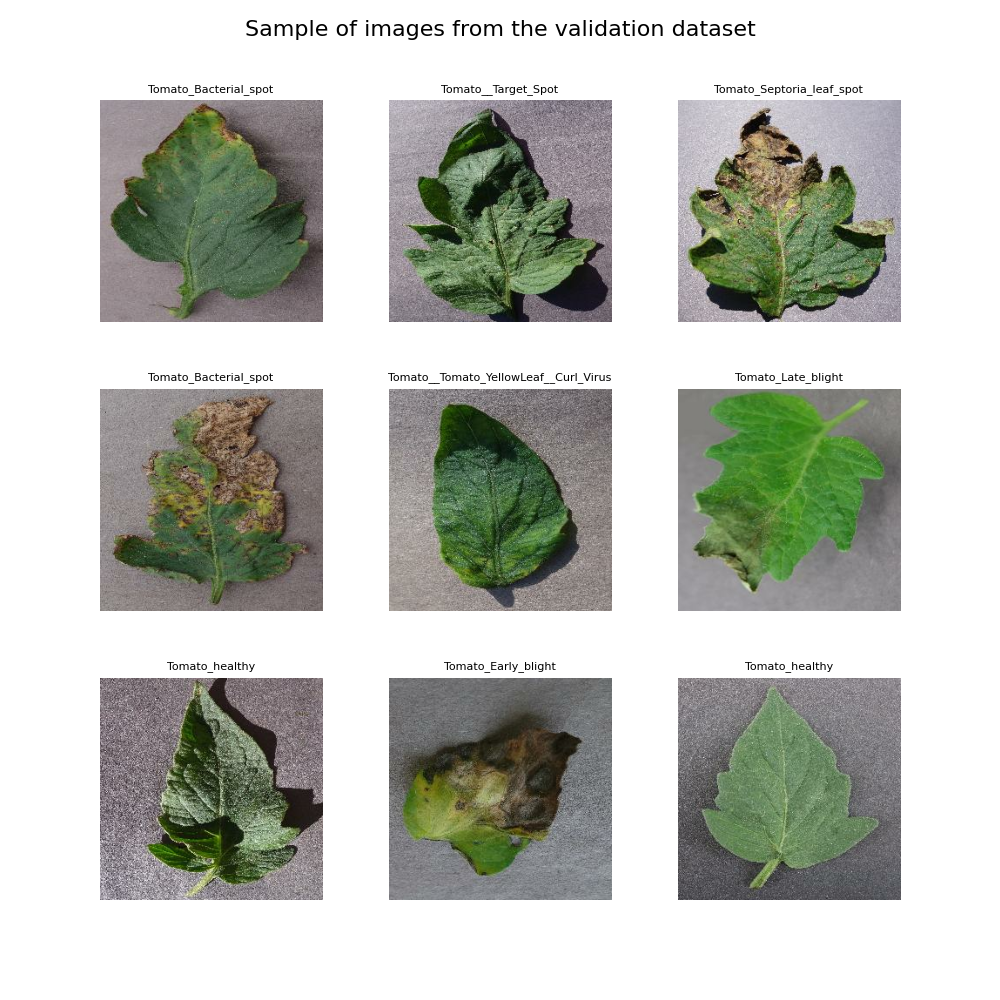 Sample of images from the validation dataset
Tomato_Bacterial_spot
Tomato__Target_Spot
Tomato_Septoria_leaf_spot
Tomato_Bacterial_spot
Tomato__Tomato_YellowLeaf__Curl_Virus
Tomato_Late_blight
Tomato_healthy
Tomato_Early_blight
Tomato_healthy